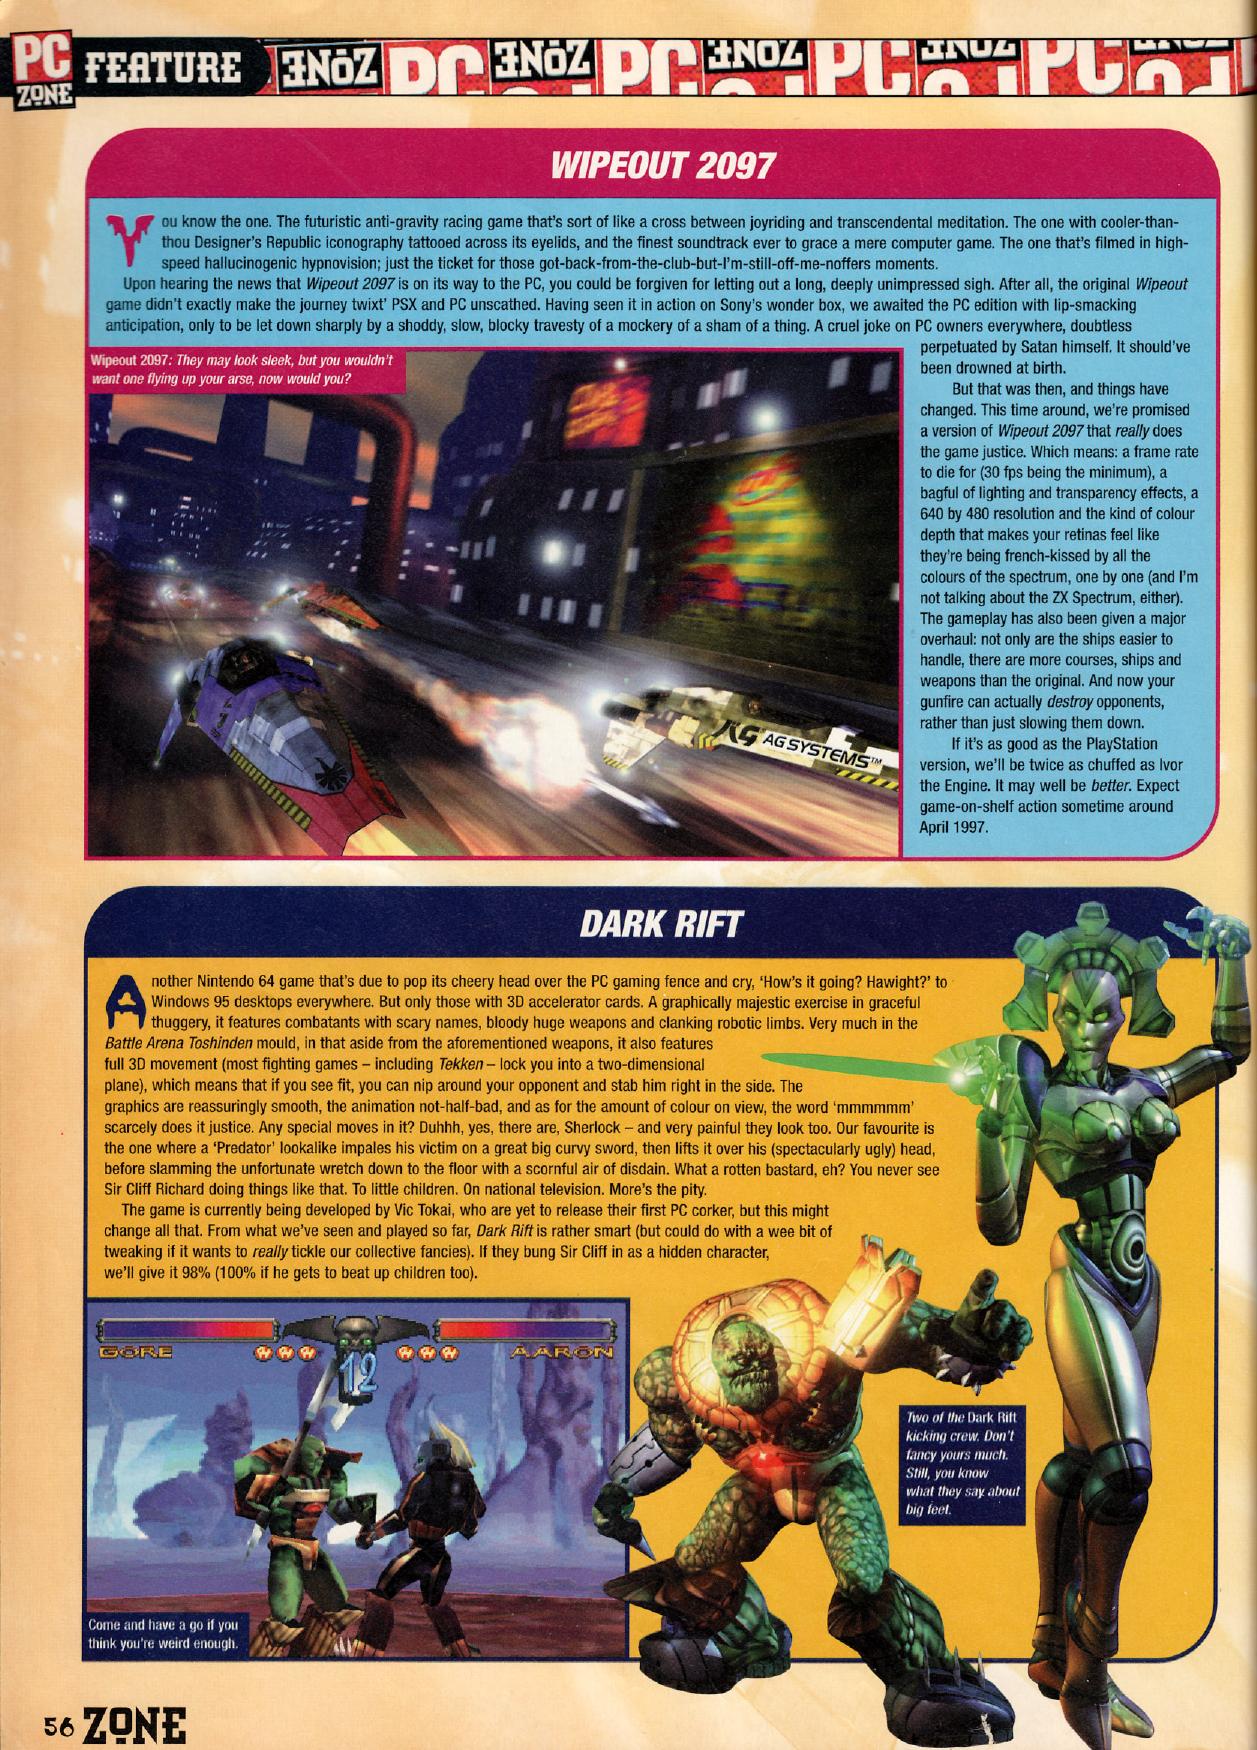 PC
ZONE
FEATURE
WIPEOUT 2097
You know the one. The futuristic anti-gravity racing game that's sort of like a cross between joyriding and transcendental meditation. The one with cooler-than-
thou Designer's Republic iconography tattooed across its eyelids, and the finest soundtrack ever to grace a mere computer game. The one that's filmed in high-
speed hallucinogenic hypnovision; just the ticket for those got-back-from-the-club-but-I'm-still-off-me-noffers moments.
Upon hearing the news that Wipeout 2097 is on its way to the PC, you could be forgiven for letting out a long, deeply unimpressed sigh. After all, the original Wipeout
game didn't exactly make the journey twixt' PSX and PC unscathed. Having seen it in action on Sony's wonder box, we awaited the PC edition with lip-smacking
anticipation, only to be let down sharply by a shoddy, slow, blocky travesty of a mockery of a sham of a thing. A cruel joke on PC owners everywhere, doubtless
perpetuated by Satan himself. It should've
been drowned at birth.
But that was then, and things have
changed. This time around, we're promised
a version of Wipeout 2097 that really does
the game justice. Which means: a frame rate
to die for (30 fps being the minimum), a
bagful of lighting and transparency effects, a
640 by 480 resolution and the kind of colour
depth that makes your retinas feel like
they're being french-kissed by all the
colours of the spectrum, one by one (and I'm
not talking about the ZX Spectrum, either).
The gameplay has also been given a major
overhaul: not only are the ships easier to
handle, there are more courses, ships and
weapons than the original. And now your
gunfire can actually destroy opponents,
rather than just slowing them down.
If it's as good as the PlayStation
version, we'll be twice as chuffed as Ivor
the Engine. It may well be better. Expect
game-on-shelf action sometime around
April 1997.
Wipeout 2097: They may look sleek, but you wouldn't
want one flying up your arse, now would you?
AG SYSTEMS™
DARK RIFT
Another Nintendo 64 game that's due to pop its cheery head over the PC gaming fence and cry, 'How's it going? Hawight?' to
Windows 95 desktops everywhere. But only those with 3D accelerator cards. A graphically majestic exercise in graceful
thuggery, it features combatants with scary names, bloody huge weapons and clanking robotic limbs. Very much in the
Battle Arena Toshinden mould, in that aside from the aforementioned weapons, it also features
full 3D movement (most fighting games – including Tekken – lock you into a two-dimensional
plane), which means that if you see fit, you can nip around your opponent and stab him right in the side. The
graphics are reassuringly smooth, the animation not-half-bad, and as for the amount of colour on view, the word 'mmmmmm'
scarcely does it justice. Any special moves in it? Duhhh, yes, there are, Sherlock – and very painful they look too. Our favourite is
the one where a 'Predator' lookalike impales his victim on a great big curvy sword, then lifts it over his (spectacularly ugly) head,
before slamming the unfortunate wretch down to the floor with a scornful air of disdain. What a rotten bastard, eh? You never see
Sir Cliff Richard doing things like that. To little children. On national television. More's the pity.
The game is currently being developed by Vic Tokai, who are yet to release their first PC corker, but this might
change all that. From what we've seen and played so far, Dark Rift is rather smart (but could do with a wee bit of
tweaking if it wants to really tickle our collective fancies). If they bung Sir Cliff in as a hidden character,
we'll give it 98% (100% if he gets to beat up children too).
GORE
12
AARON
Come and have a go if you
think you're weird enough.
Two of the Dark Rift
kicking crew. Don't
fancy yours much.
Still, you know
what they say about
big feet.
56 ZONE